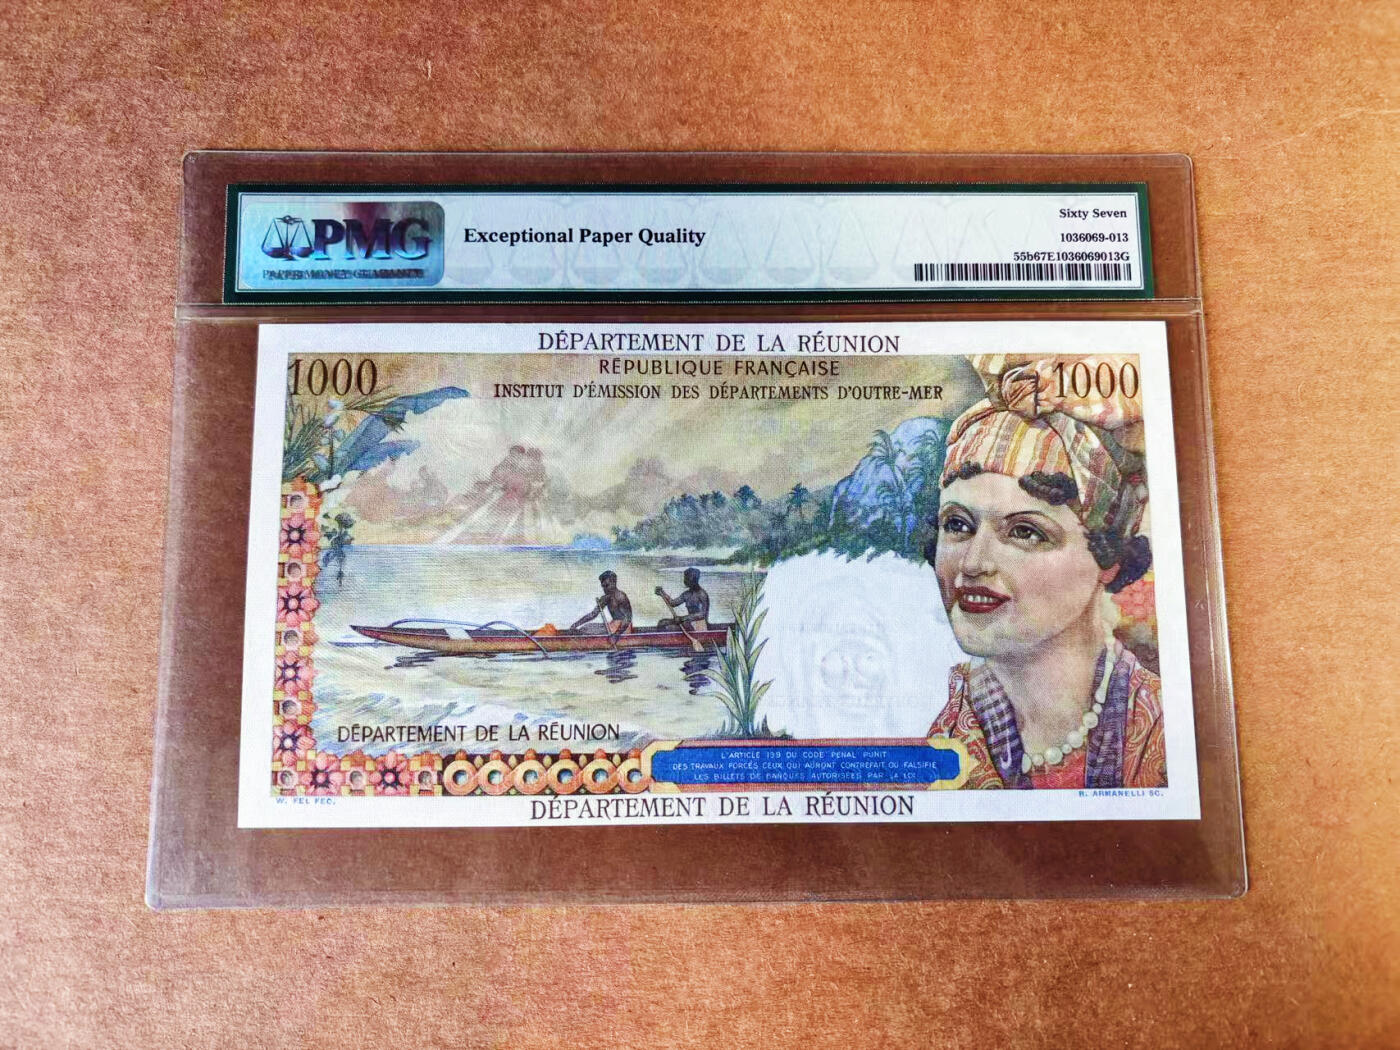 PMG
PAPER MONEY GUARANTY
Exceptional Paper Quality
Sixty Seven
1036069-013
55b67E1036069013G
DÉPARTEMENT DE LA RÉUNION
1000
RÉPUBLIQUE FRANÇAISE
1000
INSTITUT D'ÉMISSION DES DÉPARTEMENTS D'OUTRE-MER
DÉPARTEMENT DE LA RÉUNION
L'ARTICLE 139 DU CODE PENAL PUNIT
DES TRAVAUX FORCÉS CEUX QUI AURONT CONTREFAIT OU FALSIFIÉ
LES BILLETS DE BANQUES AUTORISÉES PAR LA LOI
W. FEL FEC.
R. ARMANELLI SC.
DÉPARTEMENT DE LA RÉUNION